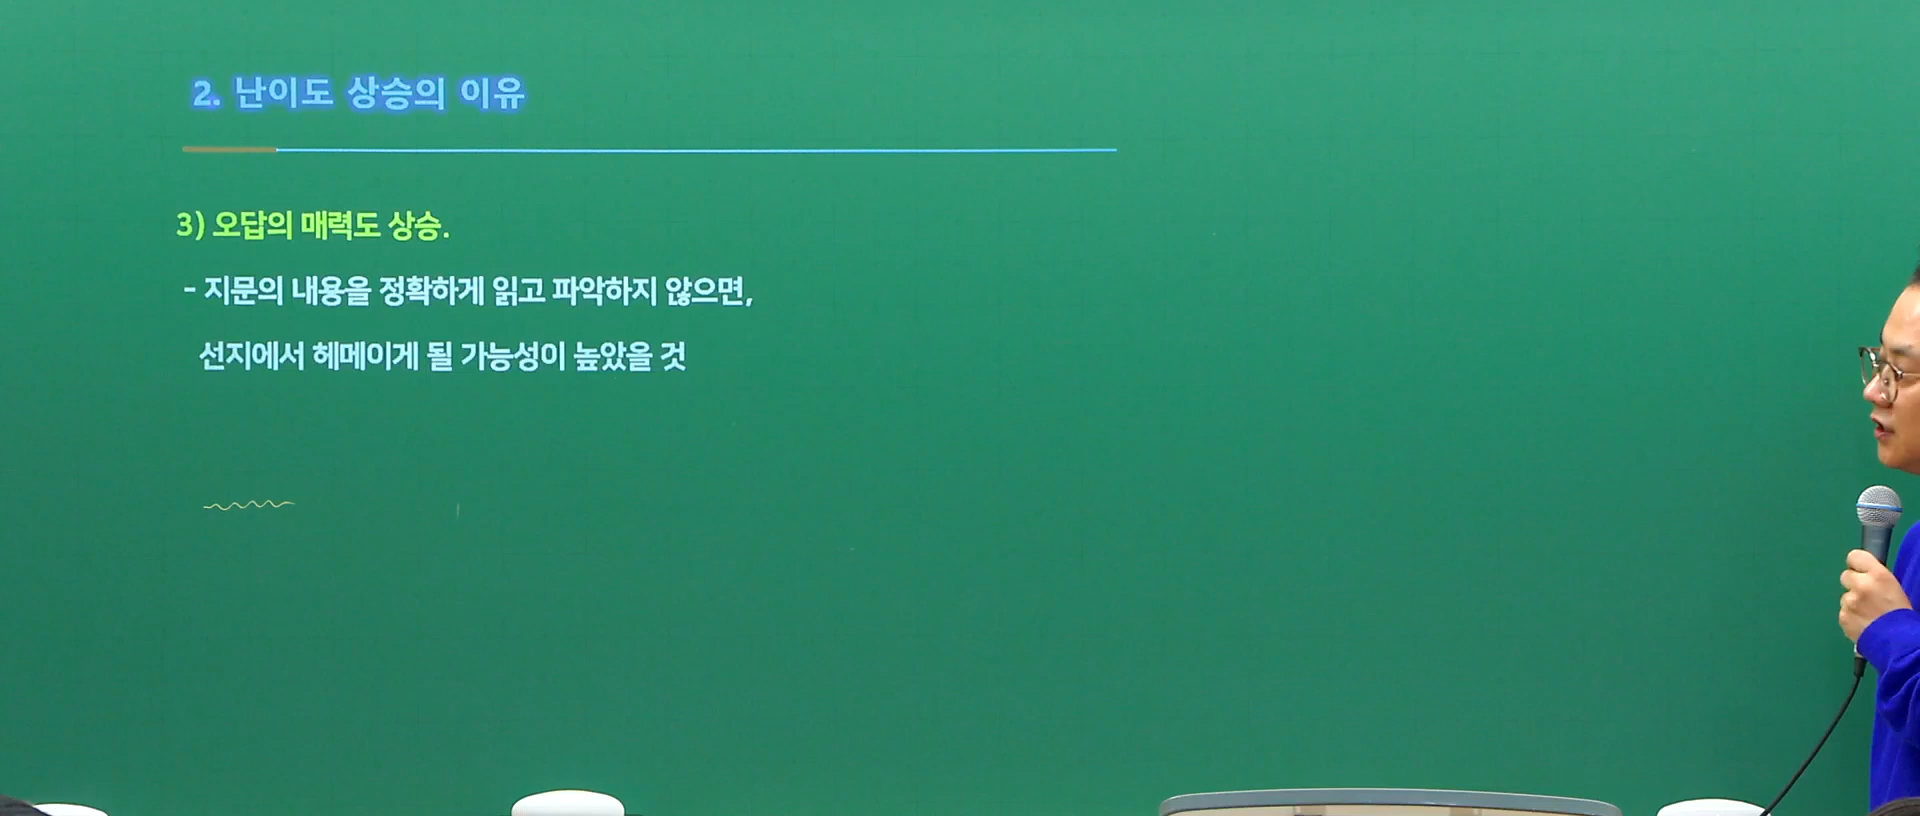 2. 난이도 상승의 이유
3) 오답의 매력도 상승.
- 지문의 내용을 정확하게 읽고 파악하지 않으면,
선지에서 헤메이게 될 가능성이 높았을 것